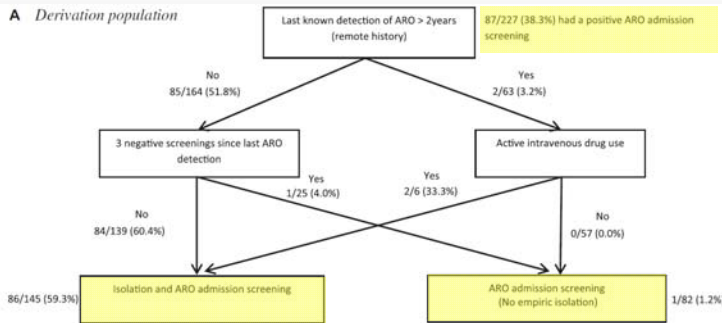 A Derivation population
Last known detection of ARO > 2years
(remote history)
87/227 (38.3%) had a positive ARO admission
screening
No
85/164 (51.8%)
Yes
2/63 (3.2%)
3 negative screenings since last ARO
detection
Active intravenous drug use
Yes
1/25 (4.0%)
Yes
2/6 (33.3%)
No
84/139 (60.4%)
No
0/57 (0.0%)
86/145 (59.3%)
Isolation and ARO admission screening
ARO admission screening
(No empiric isolation)
1/82 (1.2%